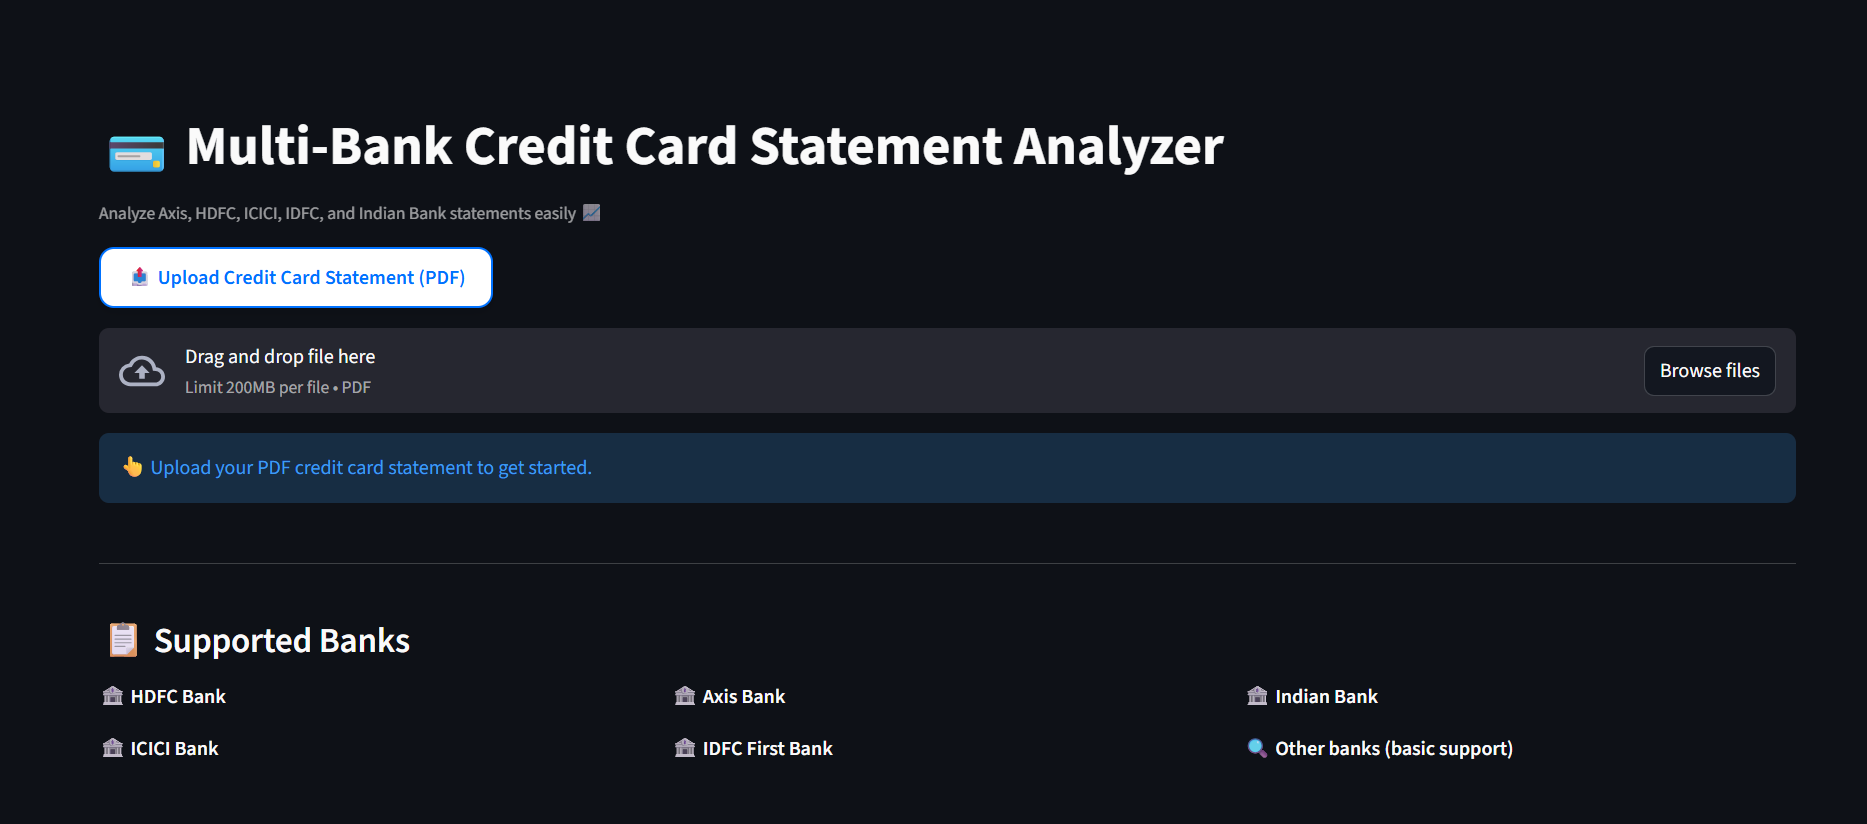 Multi-Bank Credit Card Statement Analyzer
Analyze Axis, HDFC, ICICI, IDFC, and Indian Bank statements easily
Upload Credit Card Statement (PDF)
Drag and drop file here
Limit 200MB per file • PDF
Browse files
Upload your PDF credit card statement to get started.
Supported Banks
HDFC Bank
Axis Bank
Indian Bank
ICICI Bank
IDFC First Bank
Other banks (basic support)